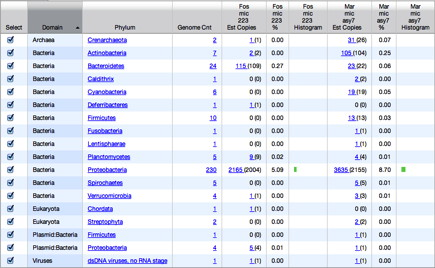 Select Domain Phylum Genome Cnt Fos mic 223 Est Copies Fos mic 223 % Fos mic 223 Histogram Mar mic asy7 Est Copies Mar mic asy7 % Mar mic asy7 Histogram
Archaea Crenarchaeota 2 1 (1) 0.00 31 (26) 0.07
Bacteria Actinobacteria 7 2 (2) 0.00 105 (104) 0.25
Bacteria Bacteroidetes 24 115 (109) 0.27 23 (22) 0.06
Bacteria Caldithrix 1 0 (0) 0.00 2 (2) 0.00
Bacteria Cyanobacteria 6 0 (0) 0.00 19 (19) 0.05
Bacteria Deferribacteres 1 1 (1) 0.00 0 (0) 0.00
Bacteria Firmicutes 10 0 (0) 0.00 13 (13) 0.03
Bacteria Fusobacteria 1 0 (0) 0.00 1 (1) 0.00
Bacteria Lentisphaerae 1 0 (0) 0.00 1 (1) 0.00
Bacteria Planctomycetes 5 9 (9) 0.02 4 (4) 0.01
Bacteria Proteobacteria 230 2165 (2004) 5.09 3635 (2155) 8.70
Bacteria Spirochaetes 5 0 (0) 0.00 5 (5) 0.01
Bacteria Verrucomicrobia 4 1 (1) 0.00 3 (3) 0.01
Eukaryota Chordata 1 1 (1) 0.00 0 (0) 0.00
Eukaryota Streptophyta 2 0 (0) 0.00 2 (2) 0.00
Plasmid:Bacteria Firmicutes 1 0 (0) 0.00 1 (1) 0.00
Plasmid:Bacteria Proteobacteria 4 5 (4) 0.01 1 (1) 0.00
Viruses dsDNA viruses, no RNA stage 1 1 (1) 0.00 1 (1) 0.00